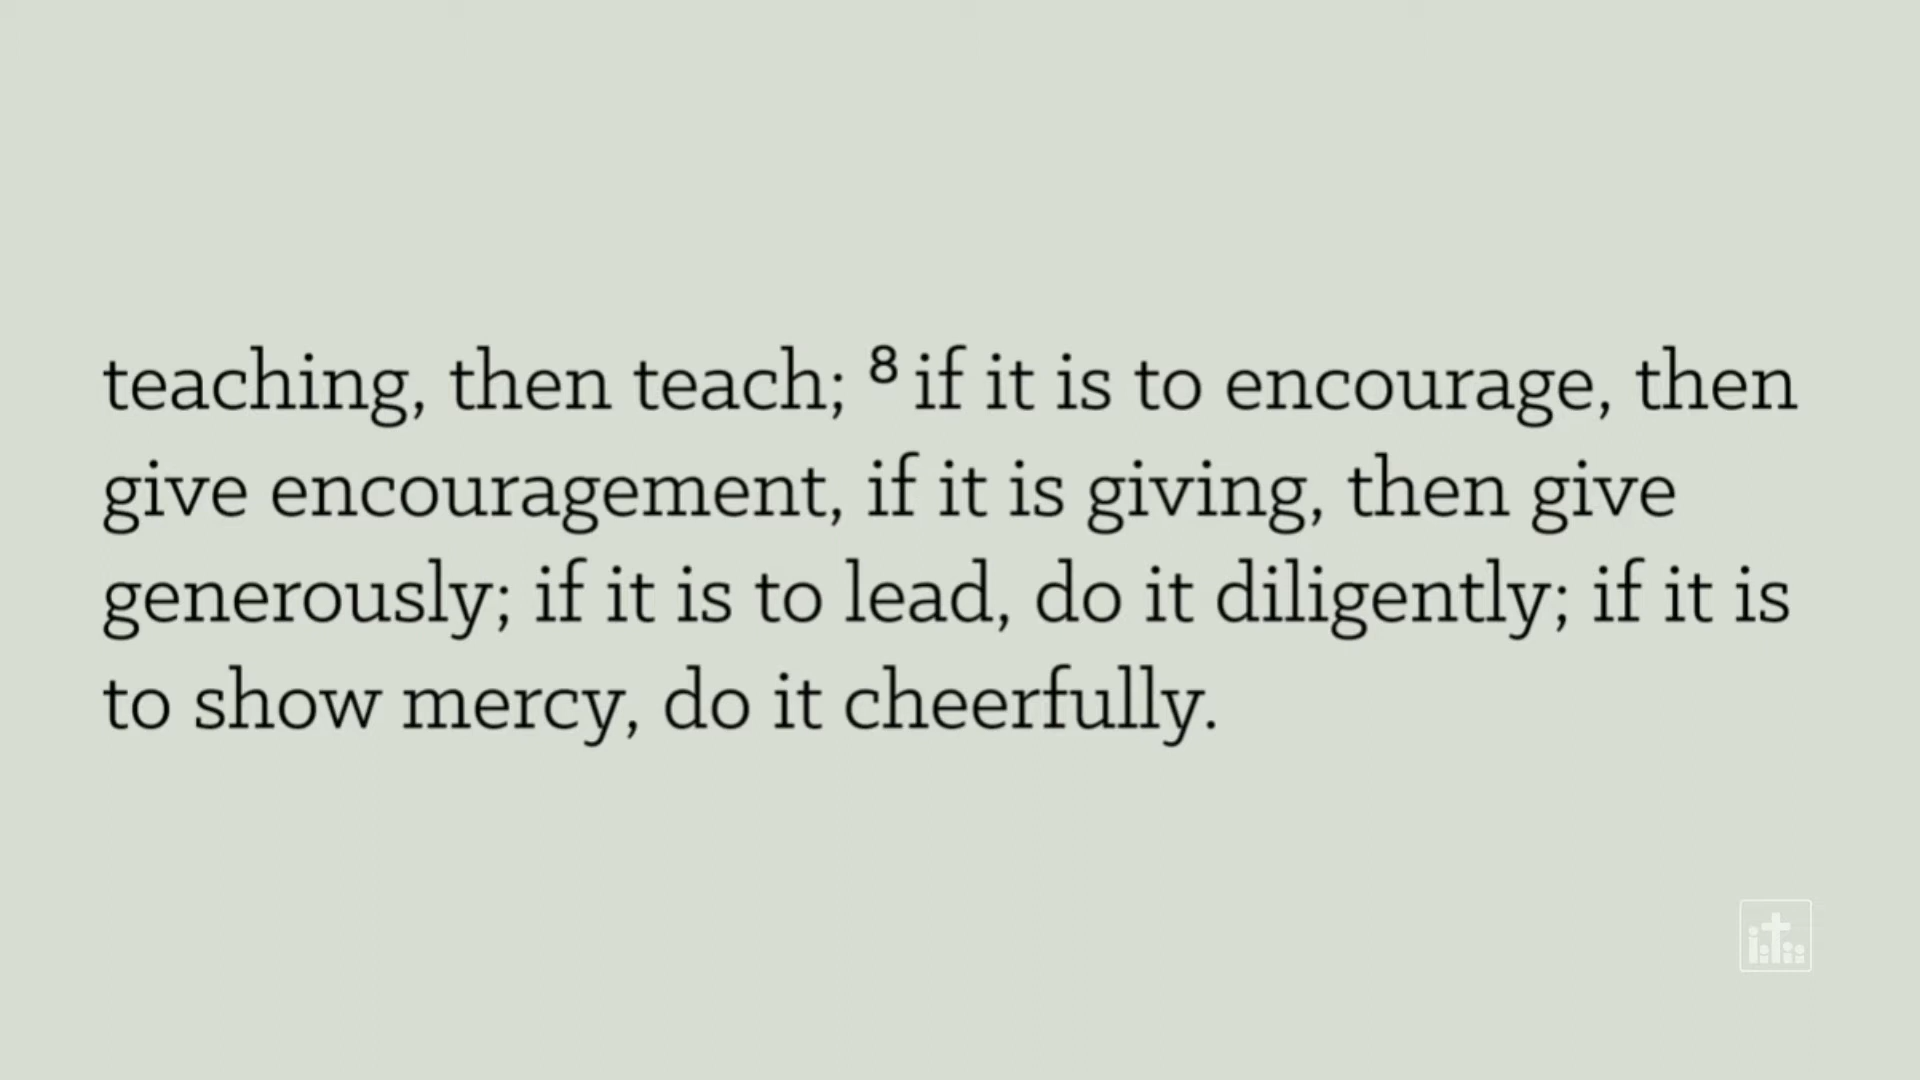 teaching, then teach; ⁸ if it is to encourage, then
give encouragement, if it is giving, then give
generously; if it is to lead, do it diligently; if it is
to show mercy, do it cheerfully.